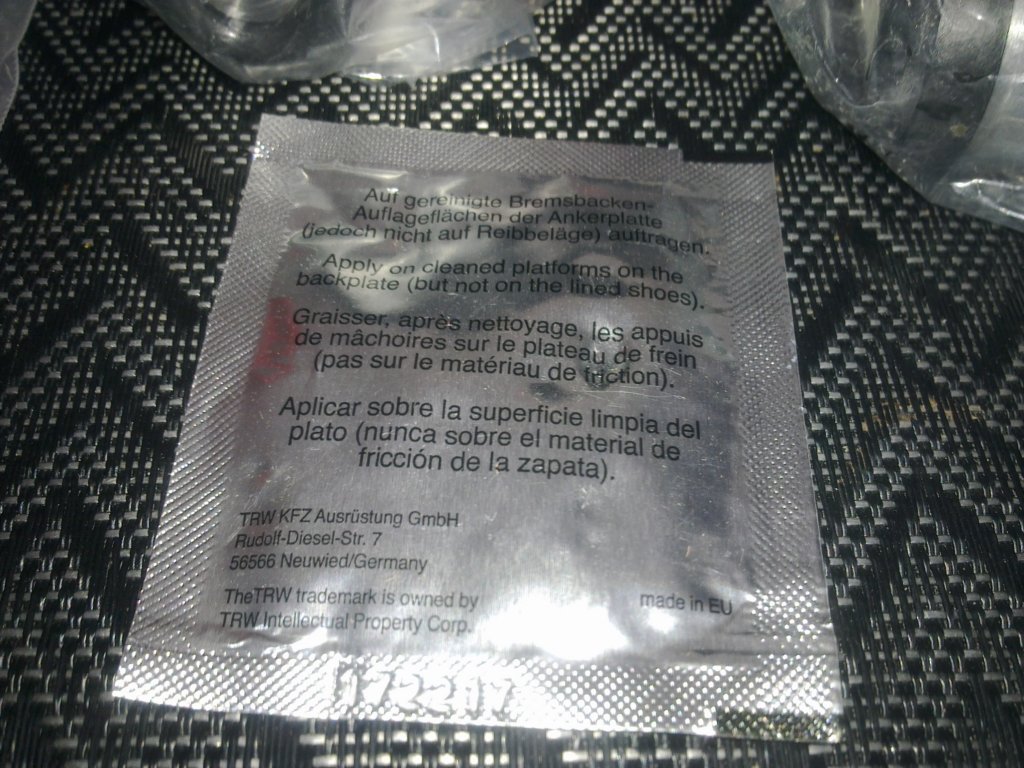 Auf gereinigte Bremsbacken-
Auflageflächen der Ankerplatte
(jedoch nicht auf Reibbeläge) auftragen.
Apply on cleaned platforms on the
backplate (but not on the lined shoes).
Graisser, après nettoyage, les appuis
de mâchoires sur le plateau de frein
(pas sur le matériau de friction).
Aplicar sobre la superficie limpia del
plato (nunca sobre el material de
fricción de la zapata).
TRW KFZ Ausrüstung GmbH
Rudolf-Diesel-Str. 7
56566 Neuwied/Germany
TheTRW trademark is owned by
TRW Intellectual Property Corp.
made in EU
172217